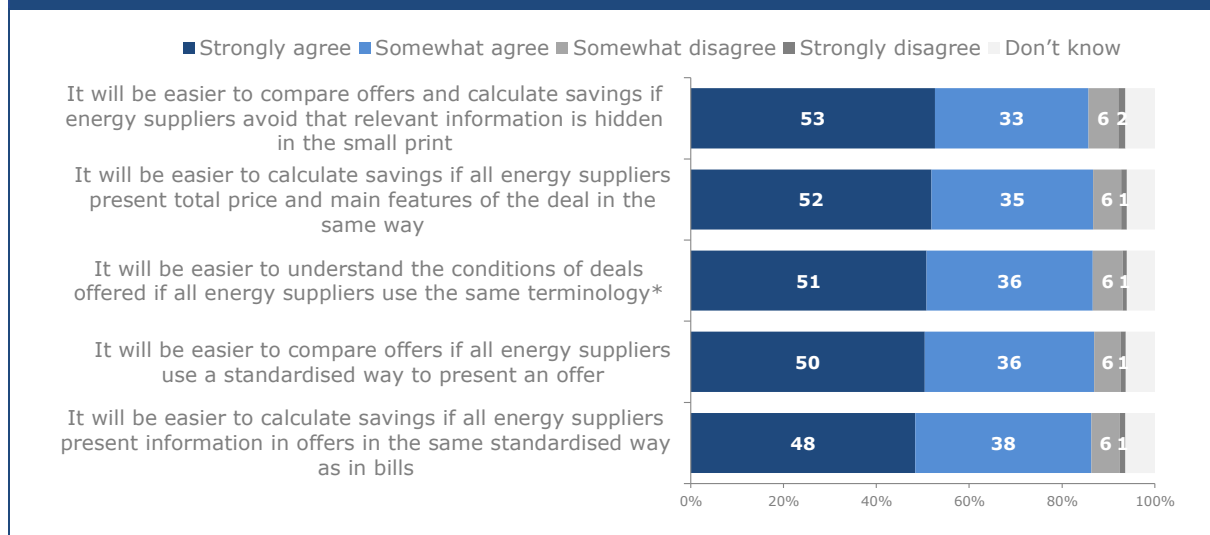 Strongly agree Somewhat agree Somewhat disagree Strongly disagree Don't know
It will be easier to compare offers and calculate savings if
energy suppliers avoid that relevant information is hidden
in the small print
53 33 6 2
It will be easier to calculate savings if all energy suppliers
present total price and main features of the deal in the
same way
52 35 6 1
It will be easier to understand the conditions of deals
offered if all energy suppliers use the same terminology*
51 36 6 1
It will be easier to compare offers if all energy suppliers
use a standardised way to present an offer
50 36 6 1
It will be easier to calculate savings if all energy suppliers
present information in offers in the same standardised way
as in bills
48 38 6 1
0% 20% 40% 60% 80% 100%